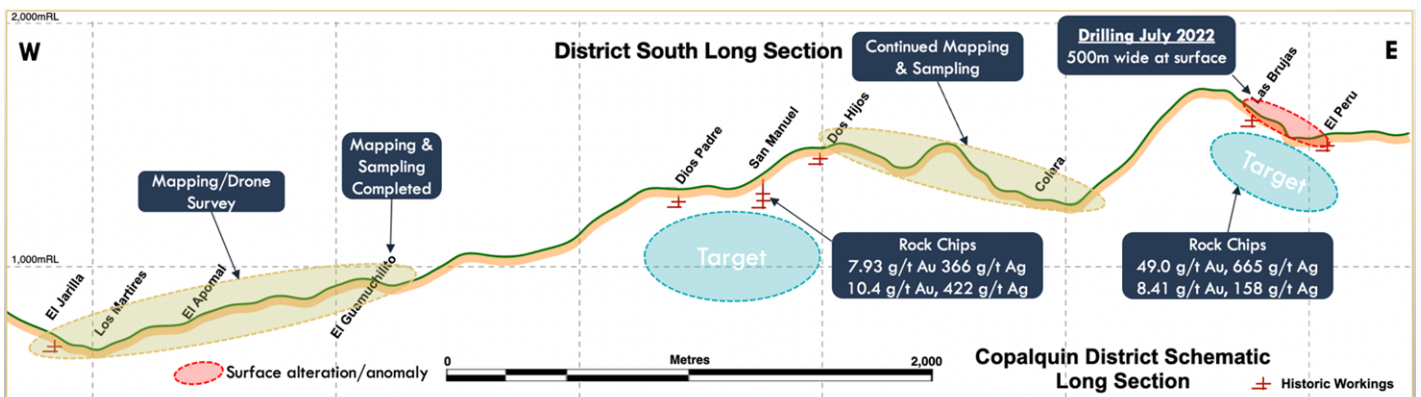 2,000mRL
W
District South Long Section
Continued Mapping
& Sampling
Drilling July 2022
500m wide at surface
E
Las Brujas
El Peru
Mapping &
Sampling
Completed
Mapping/Drone
Survey
Dios Padre
San Manuel
Dos Hijos
Colara
Target
Target
1,000mRL
El Jarilla
Los Martires
El Apomal
El Guamuchilito
Rock Chips
7.93 g/t Au 366 g/t Ag
10.4 g/t Au, 422 g/t Ag
Rock Chips
49.0 g/t Au, 665 g/t Ag
8.41 g/t Au, 158 g/t Ag
Surface alteration/anomaly
0
Metres
2,000
Copalquin District Schematic
Long Section
Historic Workings